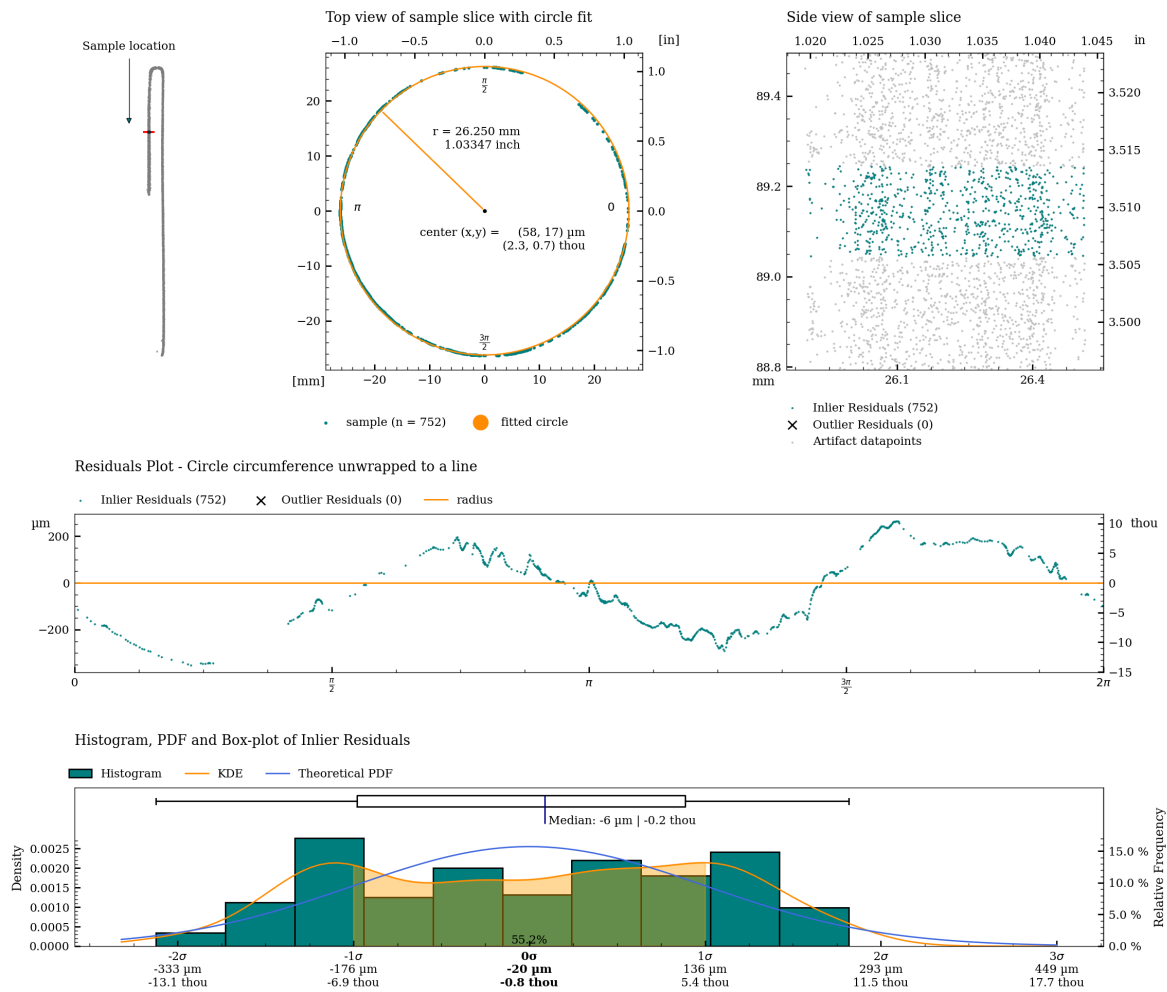 Sample location
Top view of sample slice with circle fit
−1.0 −0.5 0.0 0.5 1.0 [in]
20
10
0
−10
−20
1.0
0.5
0.0
−0.5
−1.0
π/2
r = 26.250 mm
1.03347 inch
π
0
center (x,y) = (58, 17) µm
(2.3, 0.7) thou
3π/2
[mm] −20 −10 0 10 20
sample (n = 752) fitted circle
Side view of sample slice
1.020 1.025 1.030 1.035 1.040 1.045 in
89.4
89.2
89.0
88.8
3.520
3.515
3.510
3.505
3.500
mm 26.1 26.4
Inlier Residuals (752)
Outlier Residuals (0)
Artifact datapoints
Residuals Plot - Circle circumference unwrapped to a line
Inlier Residuals (752) Outlier Residuals (0) radius
µm
200
0
−200
10 thou
5
0
−5
−10
−15
0 π/2 π 3π/2 2π
Histogram, PDF and Box-plot of Inlier Residuals
Histogram KDE Theoretical PDF
Median: -6 µm | -0.2 thou
Density
0.0025
0.0020
0.0015
0.0010
0.0005
0.0000
Relative Frequency
15.0 %
10.0 %
5.0 %
0.0 %
55.2%
-2σ -1σ 0σ 1σ 2σ 3σ
-333 µm -176 µm -20 µm 136 µm 293 µm 449 µm
-13.1 thou -6.9 thou -0.8 thou 5.4 thou 11.5 thou 17.7 thou